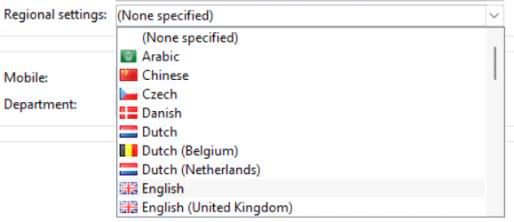 Regional settings: (None specified)
(None specified)
Arabic
Chinese
Mobile:
Czech
Department:
Danish
Dutch
Dutch (Belgium)
Dutch (Netherlands)
English
English (United Kingdom)